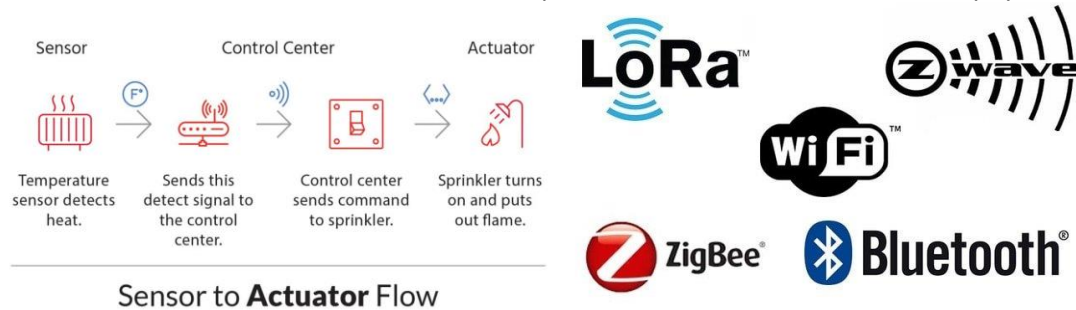 Sensor
Control Center
Actuator
F°
Temperature
sensor detects
heat.
Sends this
detect signal to
the control
center.
Control center
sends command
to sprinkler.
Sprinkler turns
on and puts
out flame.
Sensor to Actuator Flow
LoRa™
Z wave
Wi Fi™
Z ZigBee®
Bluetooth®